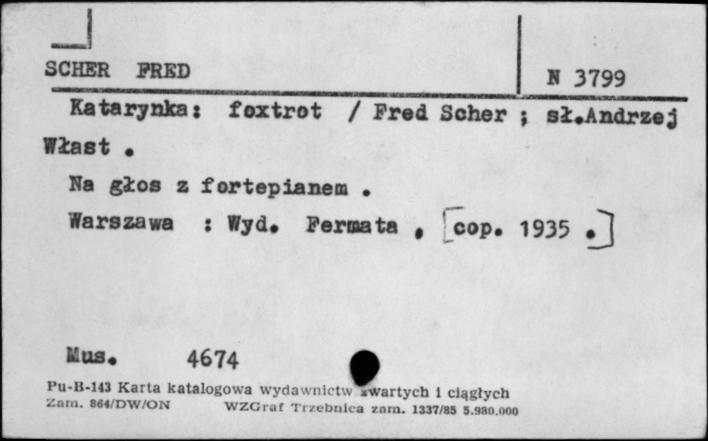 SCHER FRED
N 3799
Katarynka: foxtrot / Fred Scher ; sł.Andrzej
Włast .
Na głos z fortepianem .
Warszawa : Wyd. Fermata , [cop. 1935 .]
Mus. 4674
Pu-B-143 Karta katalogowa wydawnictw zwartych i ciągłych
Zam. 864/DW/ON WZGraf Trzebnica zam. 1337/85 5.980.000